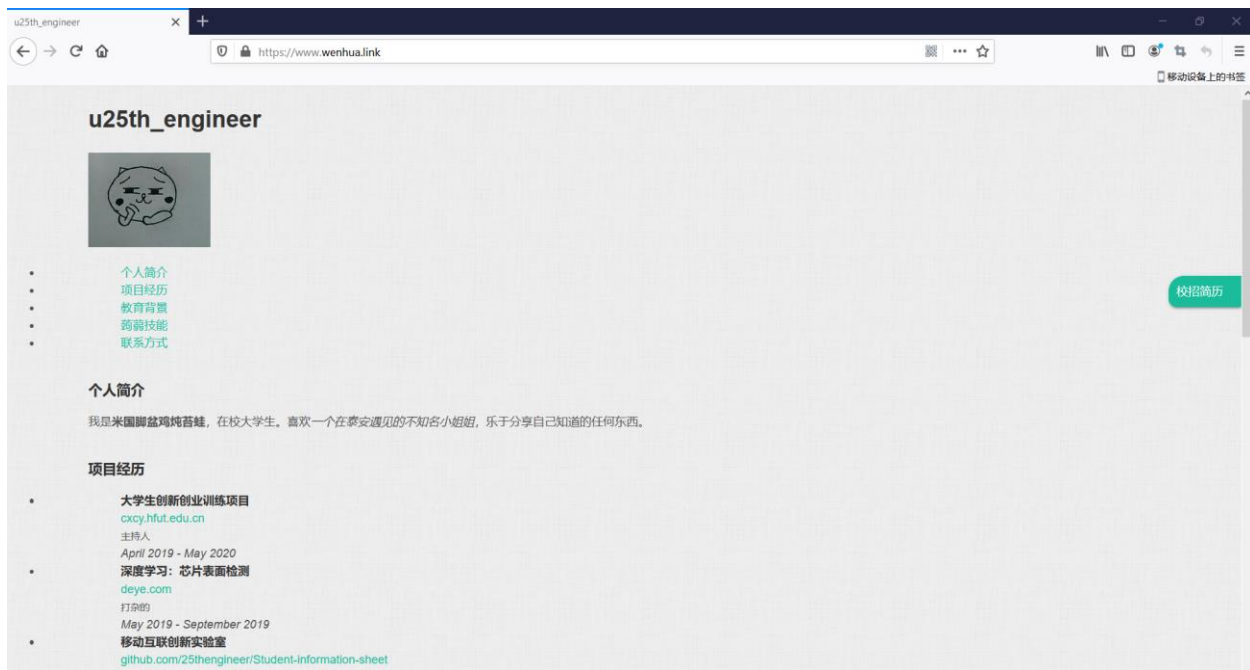 u25th_engineer
https://www.wenhua.link
移动设备上的书签
u25th_engineer
个人简介
项目经历
教育背景
蒟蒻技能
联系方式
校招简历
个人简介
我是米国脚盆鸡炖苔蛙，在校大学生。喜欢一个在泰安遇见的不知名小姐姐，乐于分享自己知道的任何东西。
项目经历
大学生创新创业训练项目
cxcy.hfut.edu.cn
主持人
April 2019 - May 2020
深度学习：芯片表面检测
deye.com
打杂的
May 2019 - September 2019
移动互联创新实验室
github.com/25thengineer/Student-information-sheet